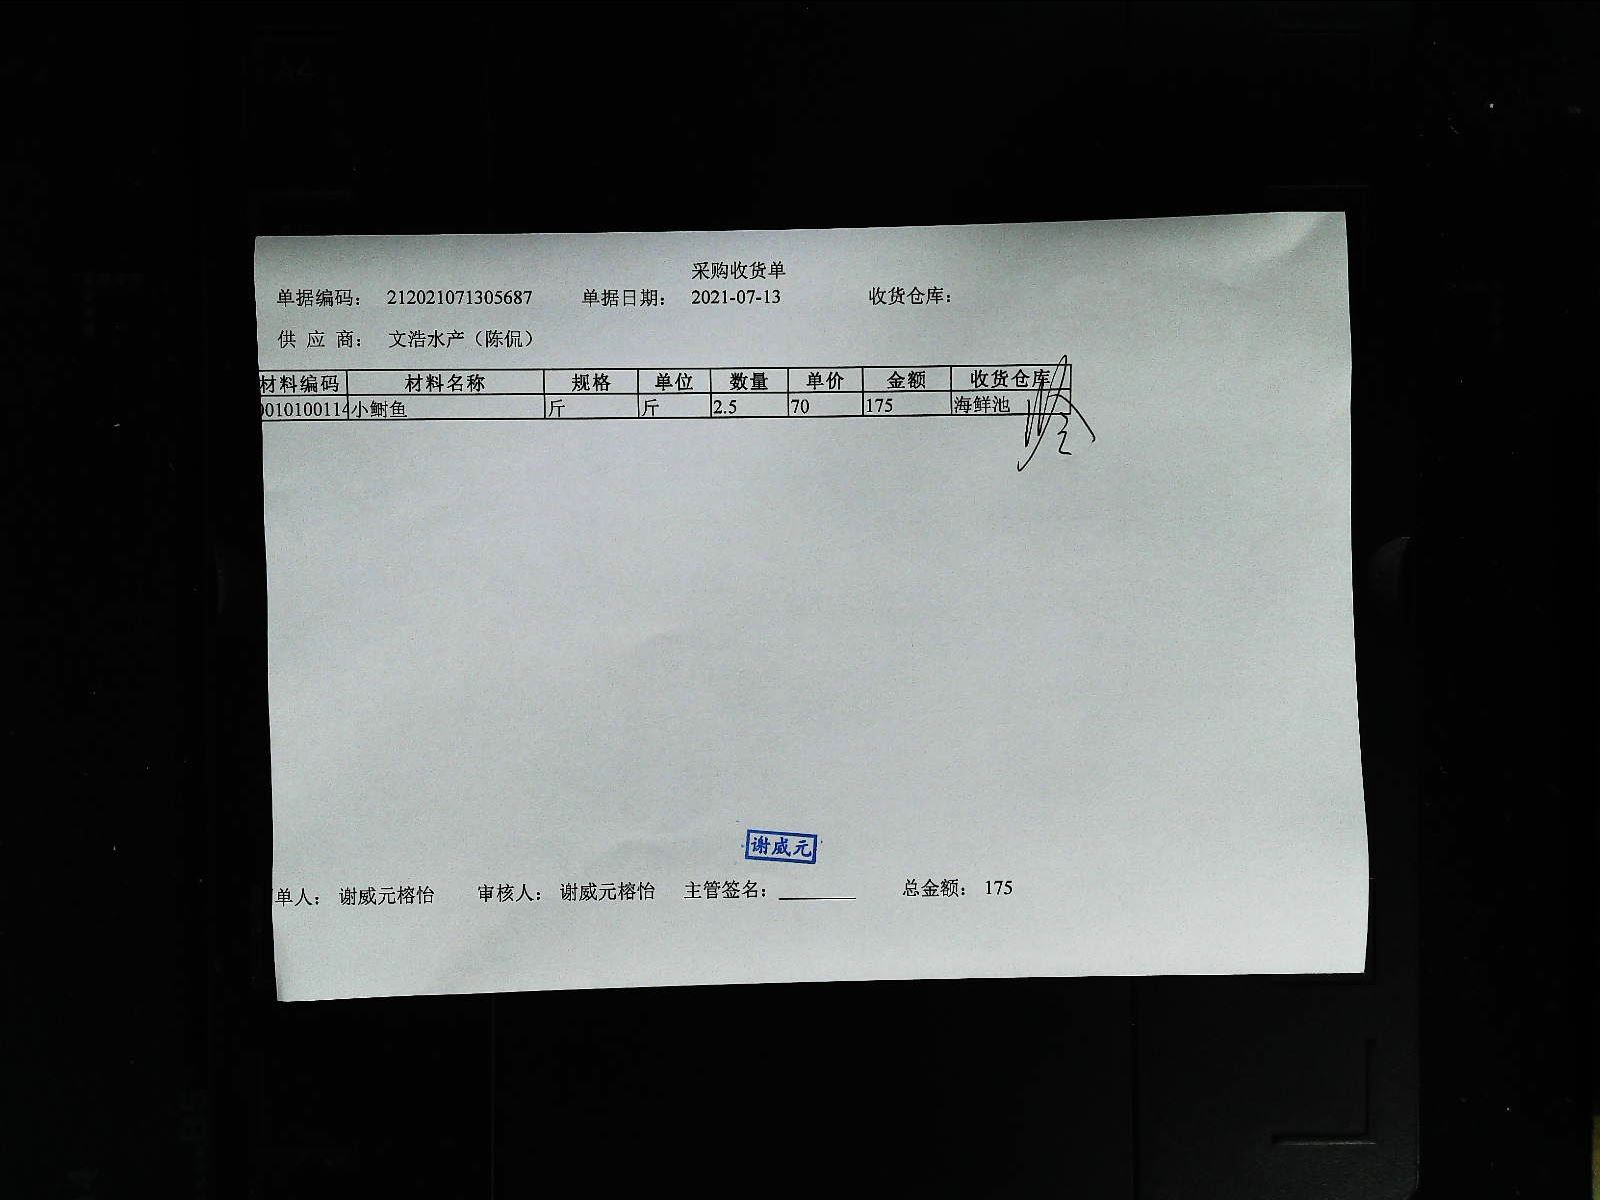 采购收货单
单据编码： 212021071305687 单据日期： 2021-07-13 收货仓库：
供 应 商： 文浩水产（陈侃）
材料编码 材料名称 规格 单位 数量 单价 金额 收货仓库
0010100114 小鲋鱼 斤 斤 2.5 70 175 海鲜池
谢威元
单人： 谢威元榕怡 审核人： 谢威元榕怡 主管签名： 总金额： 175